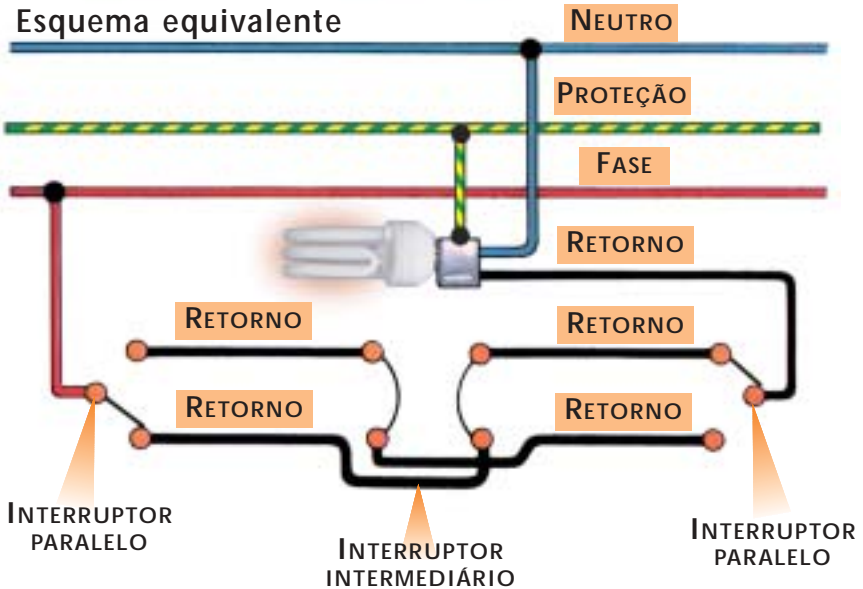 Esquema equivalente
NEUTRO
PROTEÇÃO
FASE
RETORNO
RETORNO
RETORNO
RETORNO
RETORNO
INTERRUPTOR
PARALELO
INTERRUPTOR
INTERMEDIÁRIO
INTERRUPTOR
PARALELO